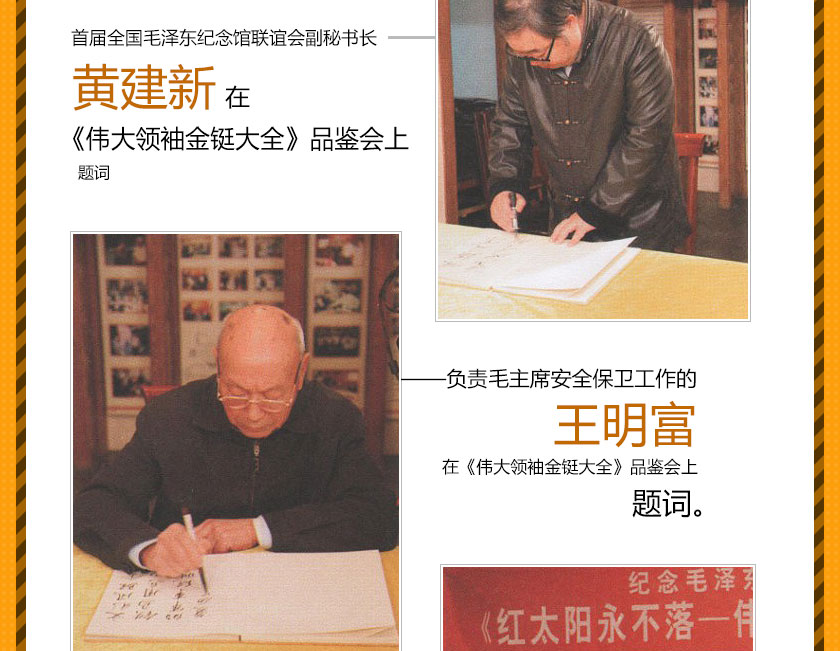 首届全国毛泽东纪念馆联谊会副秘书长
黄建新 在
《伟大领袖金铤大全》品鉴会上
题词
负责毛主席安全保卫工作的
王明富
在《伟大领袖金铤大全》品鉴会上
题词。
纪念毛泽东
《红太阳永不落—伟